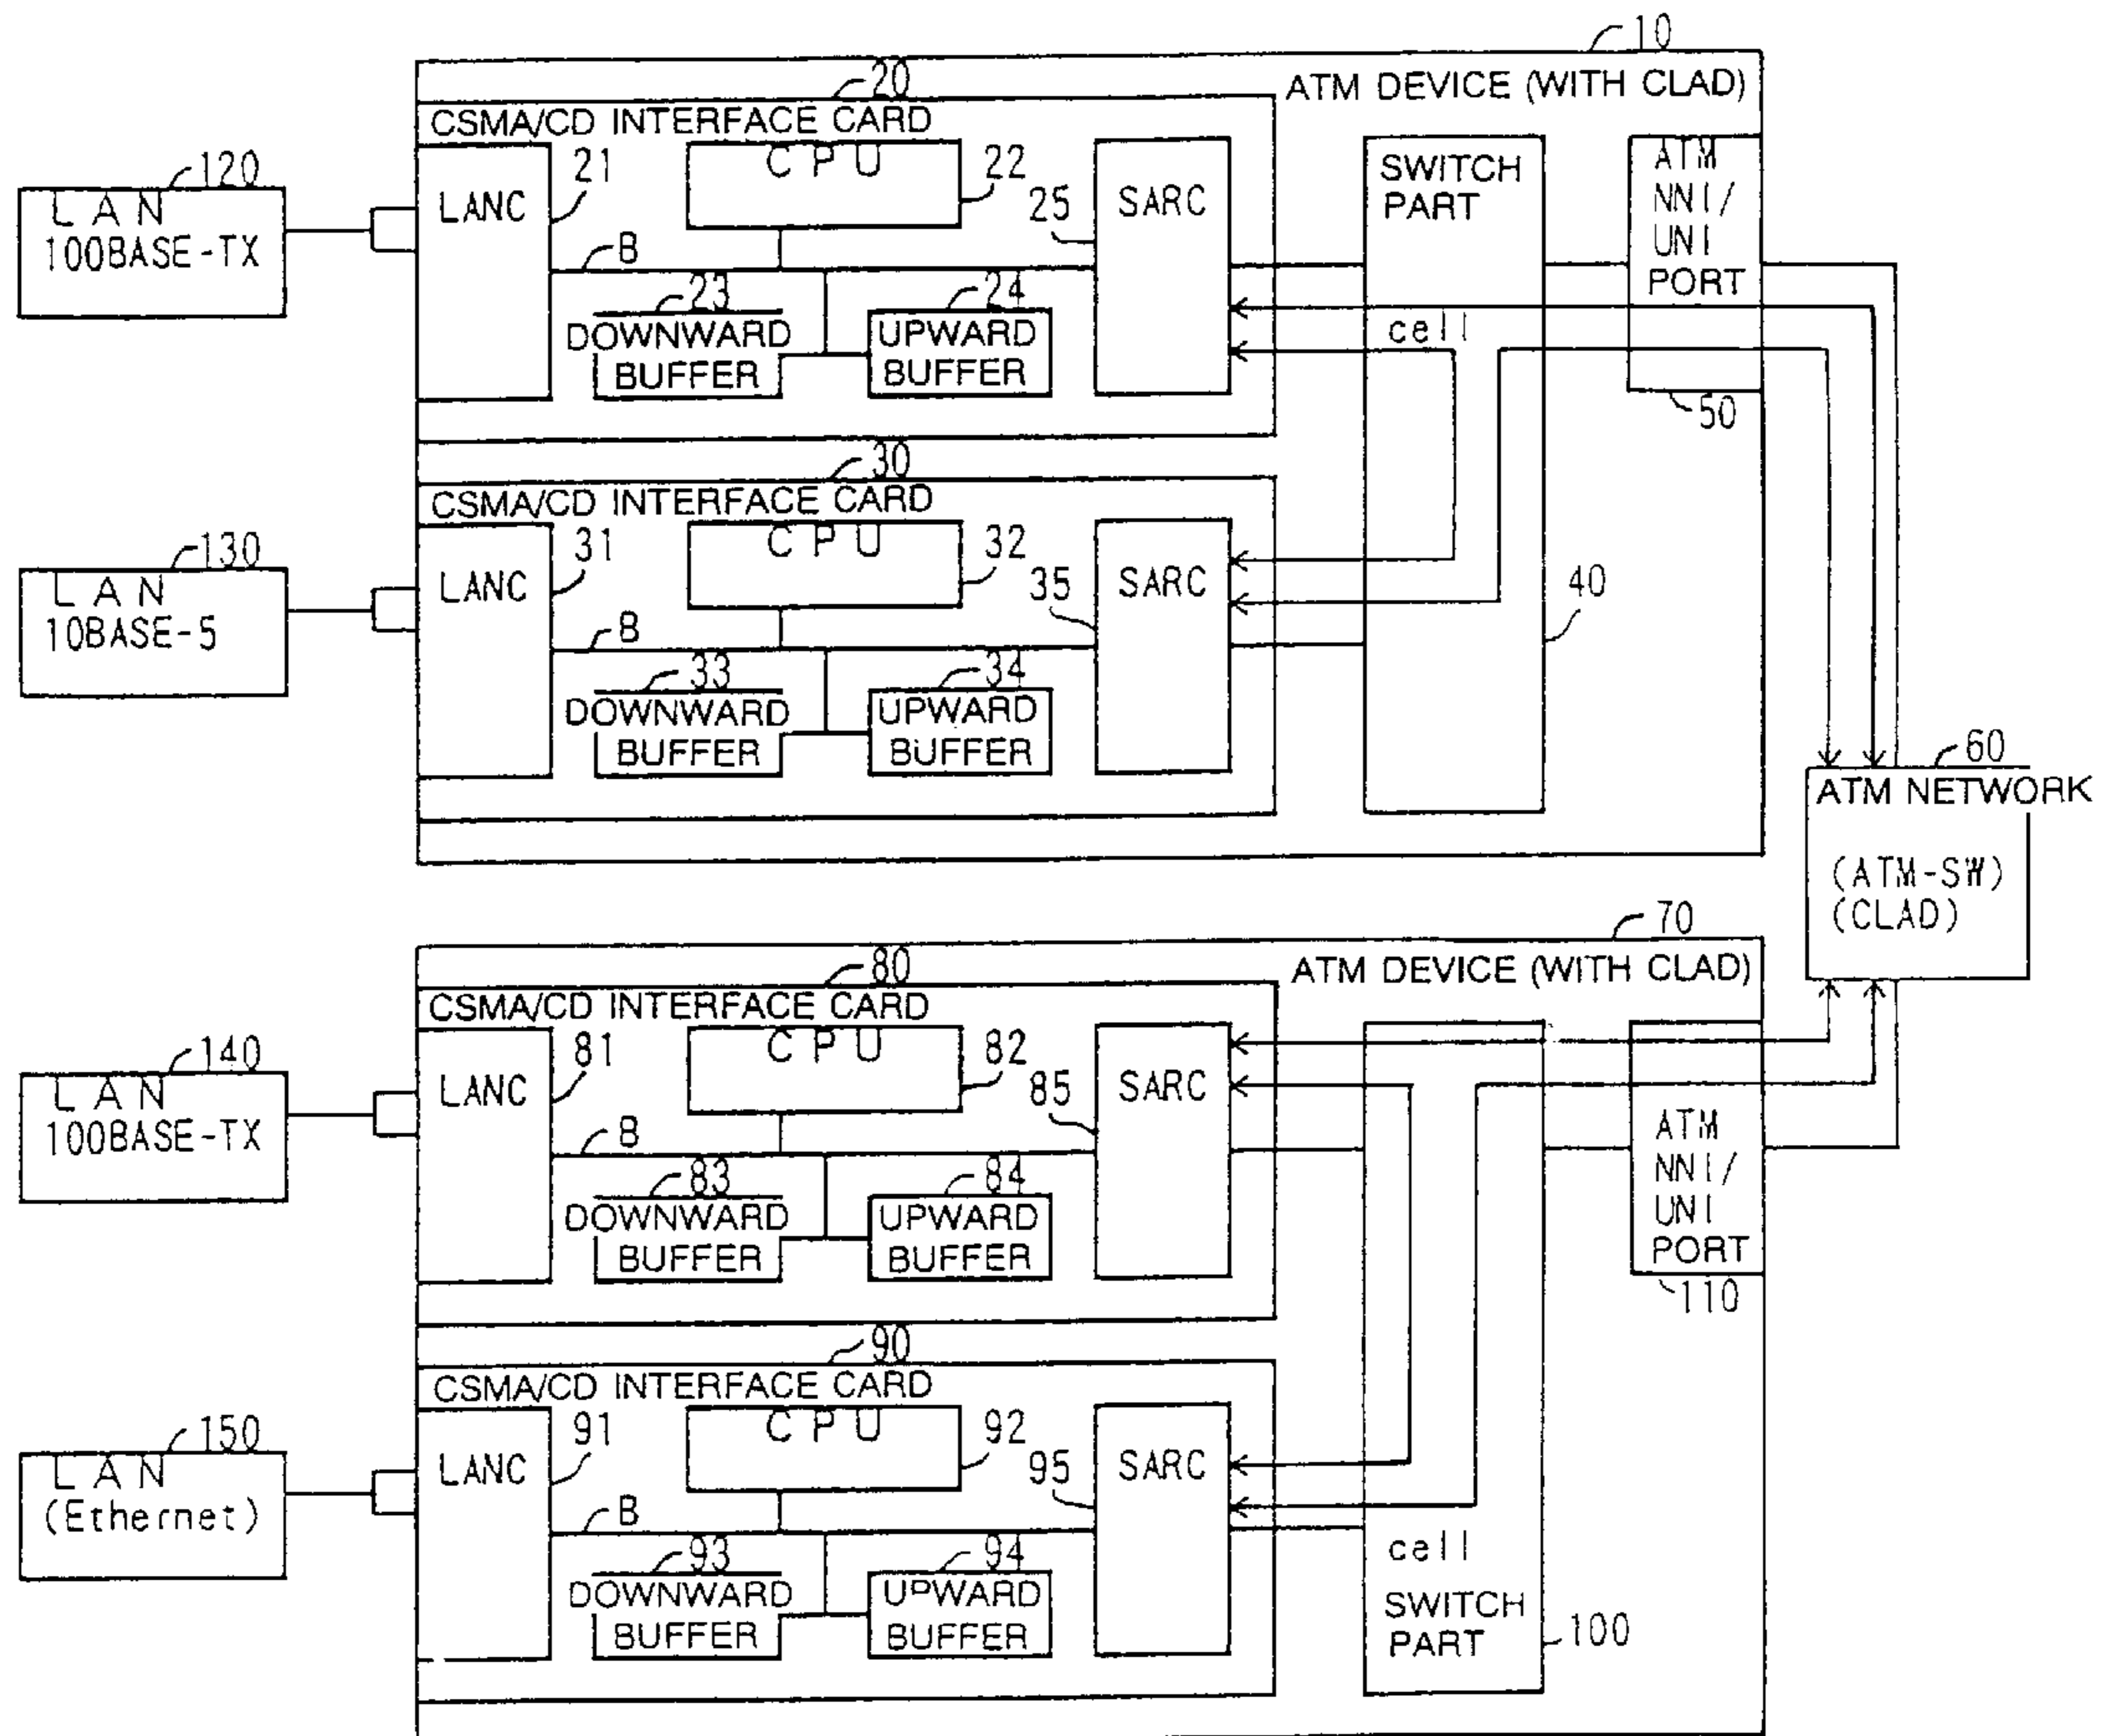 10
ATM DEVICE (WITH CLAD)
20
CSMA/CD INTERFACE CARD
120
LAN
100BASE-TX
LANC
21
CPU
22
25
SARC
SWITCH
PART
ATM
NNI/
UNI
PORT
B
23
DOWNWARD
BUFFER
24
UPWARD
BUFFER
cell
50
30
CSMA/CD INTERFACE CARD
130
LAN
10BASE-5
LANC
31
CPU
32
35
SARC
40
B
33
DOWNWARD
BUFFER
34
UPWARD
BUFFER
60
ATM NETWORK
(ATM-SW)
(CLAD)
70
ATM DEVICE (WITH CLAD)
80
CSMA/CD INTERFACE CARD
140
LAN
100BASE-TX
LANC
81
CPU
82
85
SARC
B
83
DOWNWARD
BUFFER
84
UPWARD
BUFFER
ATM
NNI/
UNI
PORT
110
90
CSMA/CD INTERFACE CARD
150
LAN
(Ethernet)
LANC
91
CPU
92
95
SARC
B
93
DOWNWARD
BUFFER
94
UPWARD
BUFFER
cell
SWITCH
PART
100